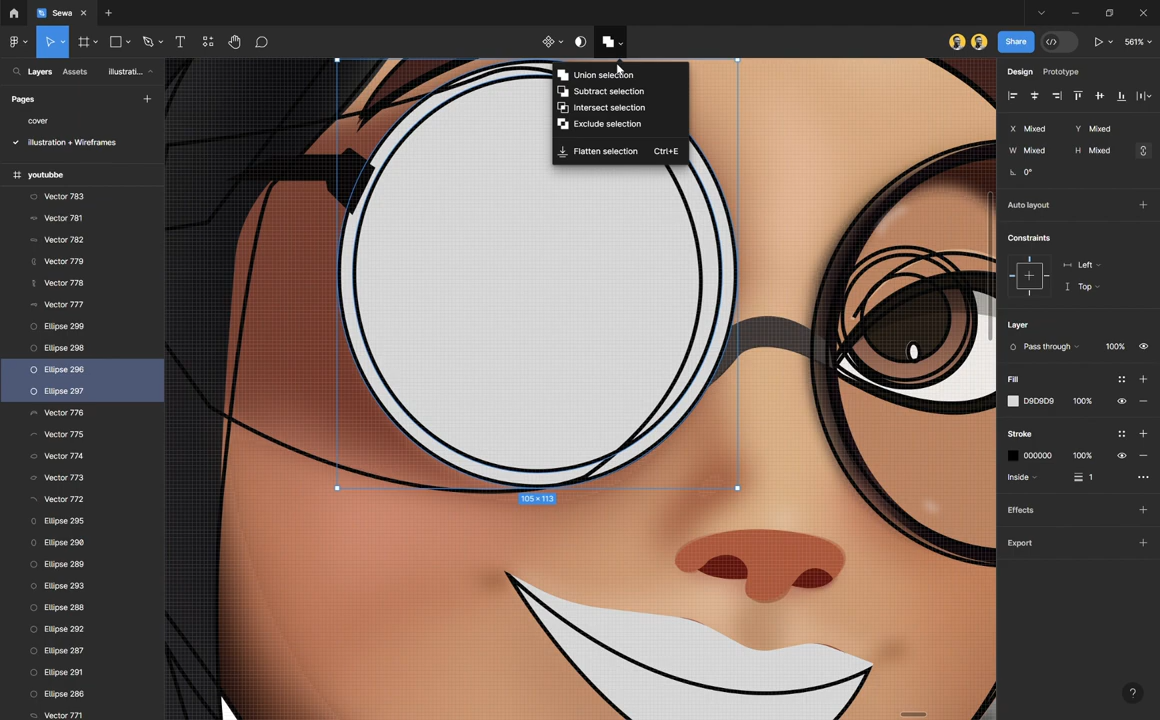 Sewa
Share
561%
Layers
Assets
illustrati...
Pages
cover
illustration + Wireframes
youtubbe
Vector 783
Vector 781
Vector 782
Vector 779
Vector 778
Vector 777
Ellipse 299
Ellipse 298
Ellipse 296
Ellipse 297
Vector 776
Vector 775
Vector 774
Vector 773
Vector 772
Ellipse 295
Ellipse 290
Ellipse 289
Ellipse 293
Ellipse 288
Ellipse 292
Ellipse 287
Ellipse 291
Ellipse 286
Vector 771
Union selection
Subtract selection
Intersect selection
Exclude selection
Flatten selection Ctrl+E
105 × 113
Design Prototype
X Mixed Y Mixed
W Mixed H Mixed
0°
Auto layout
Constraints
Left
Top
Layer
Pass through 100%
Fill
D9D9D9 100%
Stroke
000000 100%
Inside 1
Effects
Export
?